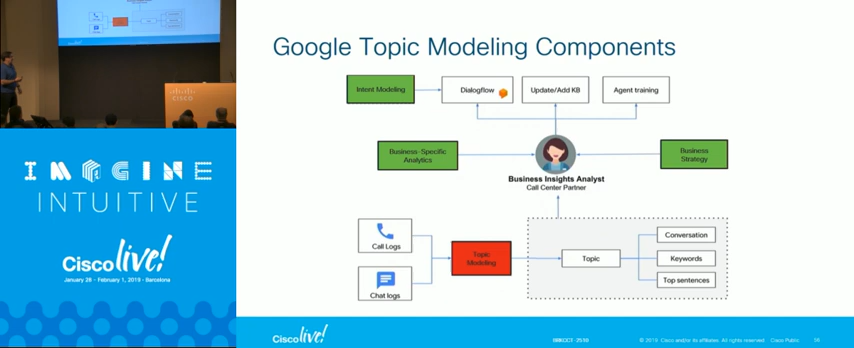 CISCO
Google Topic Modeling Components
Intent Modeling
Dialogflow
Update/Add KB
Agent training
Business-Specific
Analytics
Business
Strategy
Business Insights Analyst
Call Center Partner
Call Logs
Chat logs
Topic
Modeling
Topic
Conversation
Keywords
Top sentences
IMAGINE
INTUITIVE
Cisco live!
January 28 - February 1, 2019 - Barcelona
Cisco live!
© 2019 Cisco and/or its affiliates. All rights reserved. Cisco Public